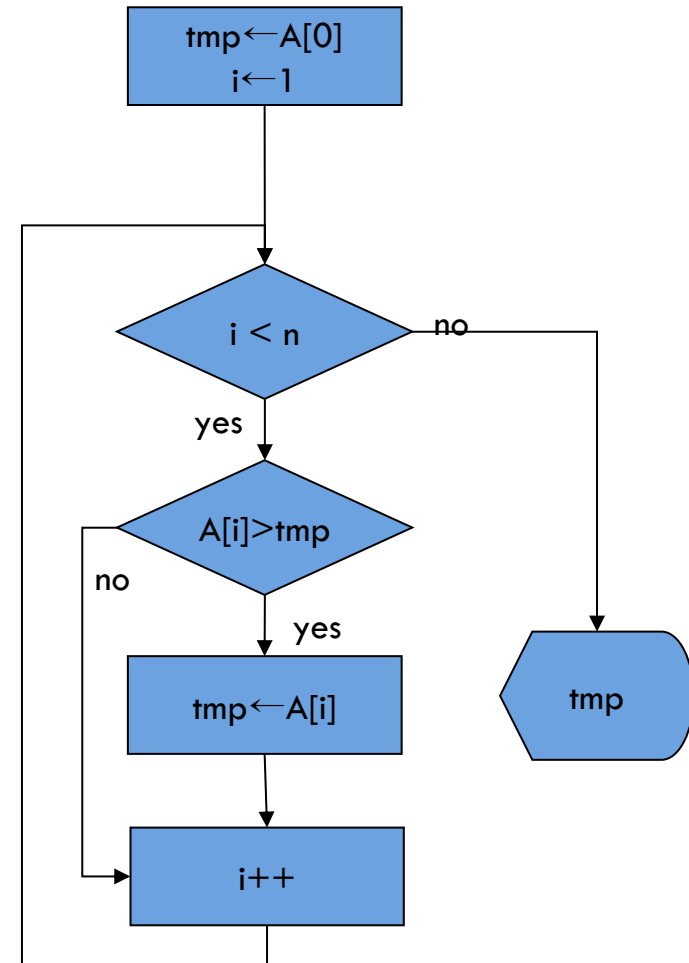 tmp←A[0]
i←1
i < n
no
yes
A[i]>tmp
no
yes
tmp←A[i]
tmp
i++